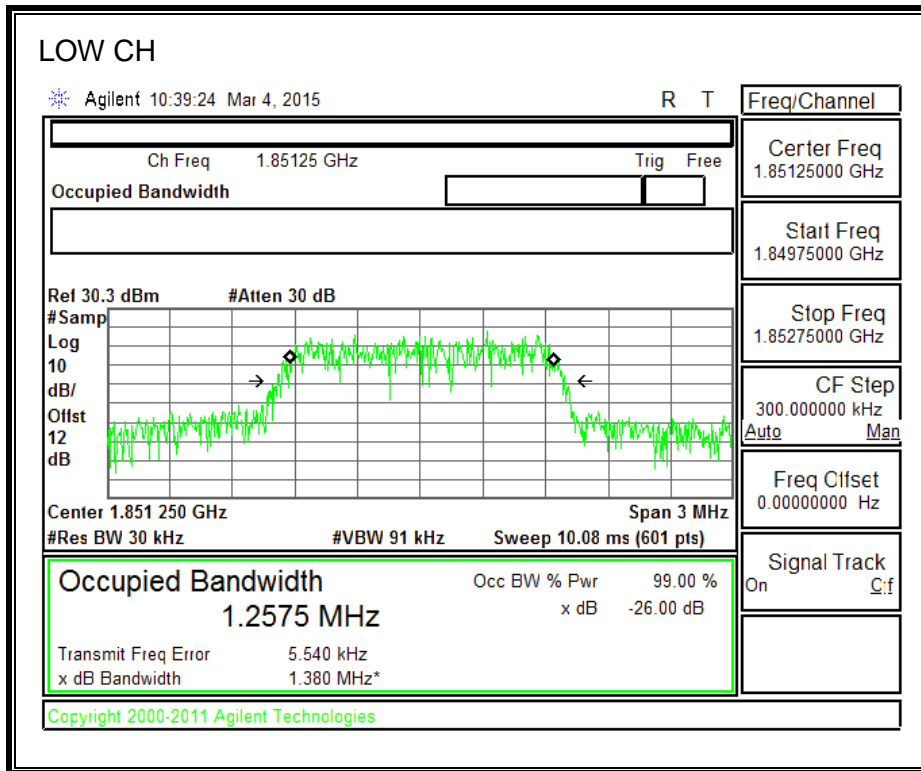 LOW CH
Agilent 10:39:24 Mar 4, 2015 R T
Freq/Channel
Ch Freq 1.85125 GHz Trig Free
Occupied Bandwidth
Center Freq
1.85125000 GHz
Start Freq
1.84975000 GHz
Stop Freq
1.85275000 GHz
CF Step
300.000000 kHz
Auto Man
Freq Offset
0.00000000 Hz
Signal Track
On Off
Ref 30.3 dBm #Atten 30 dB
#Samp
Log
10
dB/
Offst
12
dB
Center 1.851 250 GHz Span 3 MHz
#Res BW 30 kHz #VBW 91 kHz Sweep 10.08 ms (601 pts)
Occupied Bandwidth Occ BW % Pwr 99.00 %
1.2575 MHz x dB -26.00 dB
Transmit Freq Error 5.540 kHz
x dB Bandwidth 1.380 MHz*
Copyright 2000-2011 Agilent Technologies